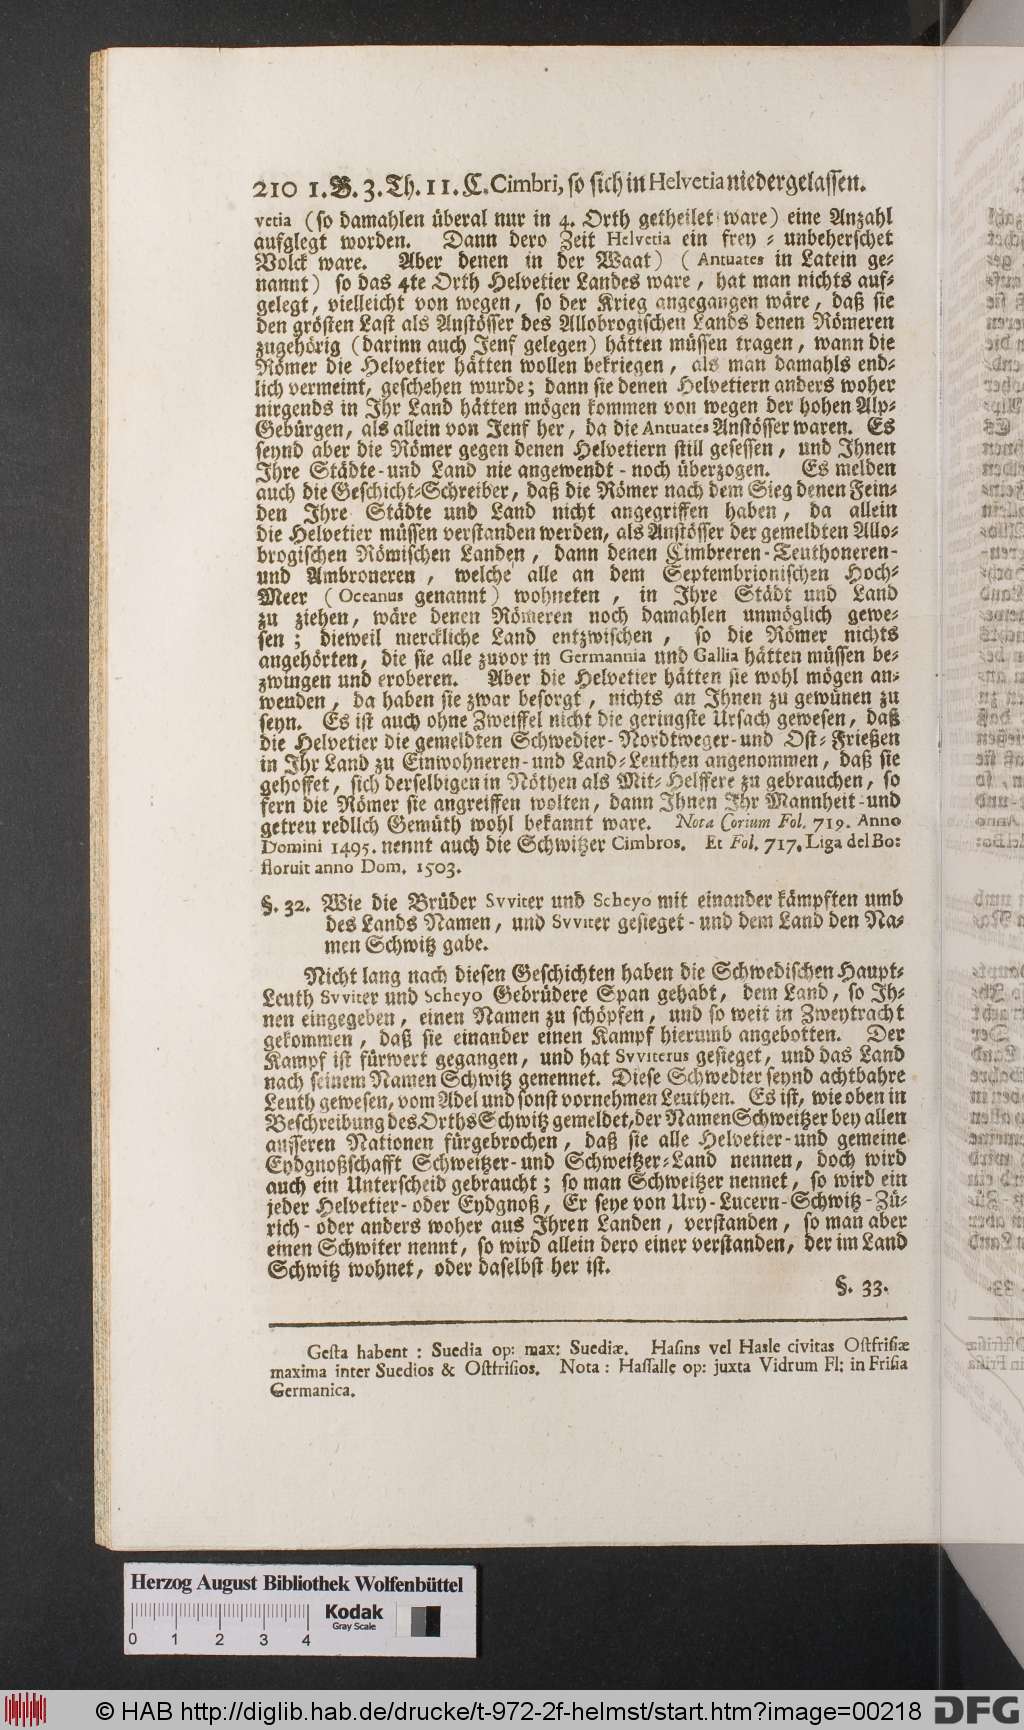 210 1. B. 3. Th. 11. C. Cimbri, so sich in Helvetia niedergelassen.
vetia (so damahlen überal nur in 4. Orth getheilet ware) eine Anzahl
aufglegt worden. Dann dero Zeit Helvetia ein frey - unbeherschet
Volck ware. Aber denen in der Waat) (Antuates in Latein ge-
nannt) so das 4te Orth Helvetier Landes ware, hat man nichts auf-
gelegt, vielleicht von wegen, so der Krieg angegangen wäre, daß sie
den grösten Last als Anstösser des Allobrogischen Lands denen Römeren
zugehörig (darinn auch Jenf gelegen) hätten müssen tragen, wann die
Römer die Helvetier hätten wollen bekriegen, als man damahls end-
lich vermeint, geschehen wurde; dann sie denen Helvetiern anders woher
nirgends in Ihr Land hätten mögen kommen von wegen der hohen Alp-
Gebürgen, als allein von Jenf her, da die Antuates Anstösser waren. Es
seynd aber die Römer gegen denen Helvetiern still gesessen, und Ihnen
Ihre Städte - und Land nie angewendt - noch überzogen. Es melden
auch die Geschicht-Schreiber, daß die Römer nach dem Sieg denen Fein-
den Ihre Städte und Land nicht angegriffen haben, da allein
die Helvetier müssen verstanden werden, als Anstösser der gemeldten Allo-
brogischen Römischen Landen, dann denen Cimbreren - Teuthoneren -
und Ambroneren, welche alle an dem Septembrionischen Hoch-
Meer (Oceanus genannt) wohneten, in Ihre Städt und Land
zu ziehen, wäre denen Römeren noch damahlen unmöglich gewe-
sen; dieweil merckliche Land entzwischen, so die Römer nichts
angehörten, die sie alle zuvor in Germannia und Gallia hätten müssen be-
zwingen und eroberen. Aber die Helvetier hätten sie wohl mögen an-
wenden, da haben sie zwar besorgt, nichts an Ihnen zu gewünen zu
seyn. Es ist auch ohne Zweiffel nicht die geringste Ursach gewesen, daß
die Helvetier die gemeldten Schwedier- Nordtweger- und Ost- Frießen
in Ihr Land zu Einwohneren- und Land-Leuthen angenommen, daß sie
gehoffet, sich derselbigen in Nöthen als Mit- Helffere zu gebrauchen, so
fern die Römer sie angreiffen wolten, dann Ihnen Ihr Mannheit - und
getreu redlich Gemüth wohl bekannt ware. Nota Corium Fol. 719. Anno
Domini 1495. nennt auch die Schwitzer Cimbros. Et Fol. 717. Liga del Bo:
floruit anno Dom. 1503.
§. 32. Wie die Brüder Svviter und Scheyo mit einander kämpften umb
des Lands Namen, und Svviter gesieget - und dem Land den Na-
men Schwitz gabe.
Nicht lang nach diesen Geschichten haben die Schwedischen Haupt-
Leuth Svviter und Scheyo Gebrüdere Span gehabt, dem Land, so Ih-
nen eingegeben, einen Namen zu schöpfen, und so weit in Zweytracht
gekommen, daß sie einander einen Kampf hierumb angebotten. Der
Kampf ist fürwert gegangen, und hat Svviterus gesieget, und das Land
nach seinem Namen Schwitz genennet. Diese Schwedier seynd achtbahre
Leuth gewesen, vom Adel und sonst vornehmen Leuthen. Es ist, wie oben in
Beschreibung des Orths Schwitz gemeldet, der Namen Schweitzer bey allen
ausseren Nationen fürgebrochen, daß sie alle Helvetier - und gemeine
Eydgnoßschafft Schweitzer - und Schweitzer-Land nennen, doch wird
auch ein Unterscheid gebraucht; so man Schweitzer nennet, so wird ein
jeder Helvetier - oder Eydgnoß, Er seye von Ury - Lucern - Schwitz - Zü-
rich - oder anders woher aus Ihren Landen, verstanden, so man aber
einen Schwiter nennt, so wird allein dero einer verstanden, der im Land
Schwitz wohnet, oder daselbst her ist.
§. 33.
Gesta habent: Suedia op: max: Suediæ. Hasins vel Hasle civitas Ostfrisiæ
maxima inter Suedios & Ostfrisios. Nota: Hassalle op: juxta Vidrum Fl: in Frisia
Germanica.
Herzog August Bibliothek Wolfenbüttel
Kodak
Gray Scale
0 1 2 3 4
© HAB http://diglib.hab.de/drucke/t-972-2f-helmst/start.htm?image=00218
DFG